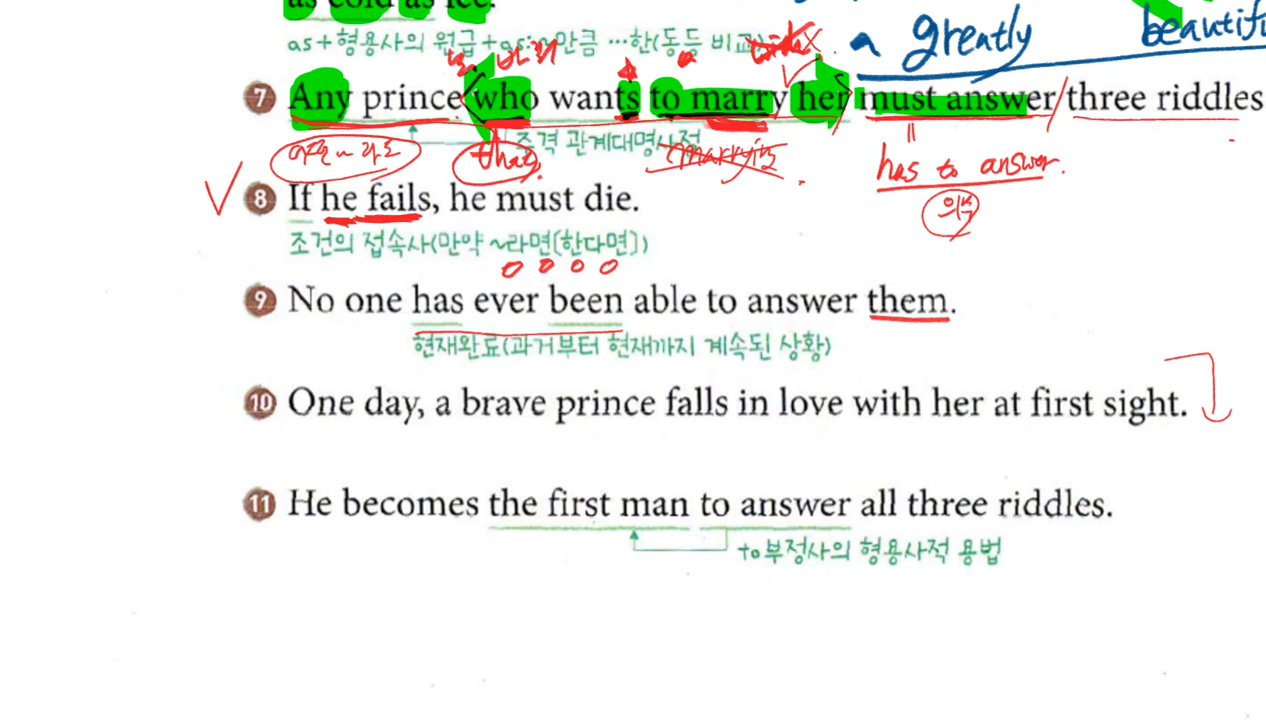 as cold as ice.
as+형용사의 원급+as: ~만큼 …한(동등 비교)
a greatly beautif
7 Any prince who wants to marry her must answer three riddles
주격 관계대명사절
that
marrying
has to answer.
의무
8 If he fails, he must die.
조건의 접속사(만약 ~라면[한다면])
9 No one has ever been able to answer them.
현재완료(과거부터 현재까지 계속된 상황)
10 One day, a brave prince falls in love with her at first sight.
11 He becomes the first man to answer all three riddles.
to부정사의 형용사적 용법